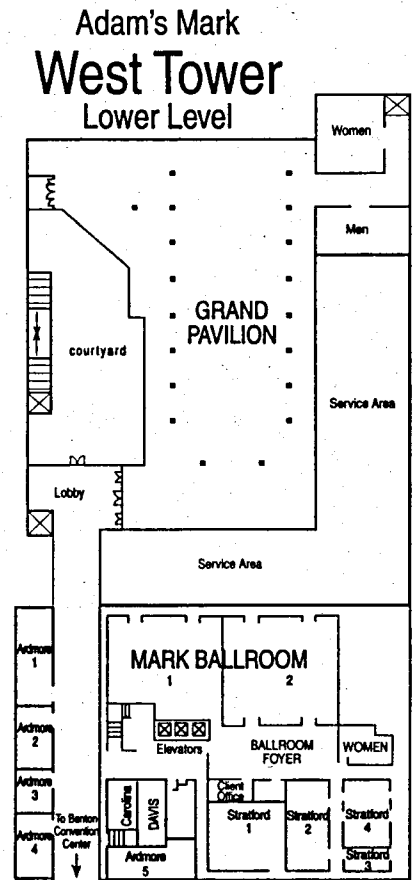 Adam's Mark
West Tower
Lower Level
Women
Men
GRAND
PAVILION
courtyard
Service Area
Lobby
Service Area
Ardmore
1
MARK BALLROOM
1 2
Ardmore
2
Elevators
BALLROOM
FOYER
WOMEN
Ardmore
3
Carolina
DAVIS
Client
Office
Stratford
1
Stratford
2
Stratford
4
To Benton
Convention
Center
Ardmore
4
Ardmore
5
Stratford
3